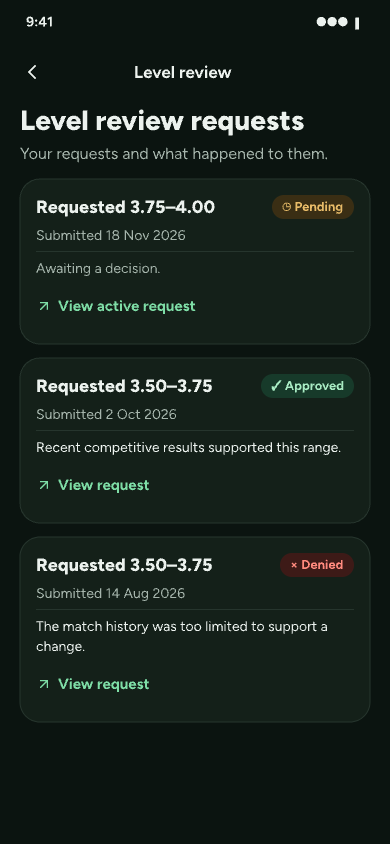 9:41
Level review
Level review requests
Your requests and what happened to them.
Requested 3.75–4.00
Pending
Submitted 18 Nov 2026
Awaiting a decision.
View active request
Requested 3.50–3.75
✓ Approved
Submitted 2 Oct 2026
Recent competitive results supported this range.
View request
Requested 3.50–3.75
× Denied
Submitted 14 Aug 2026
The match history was too limited to support a
change.
View request